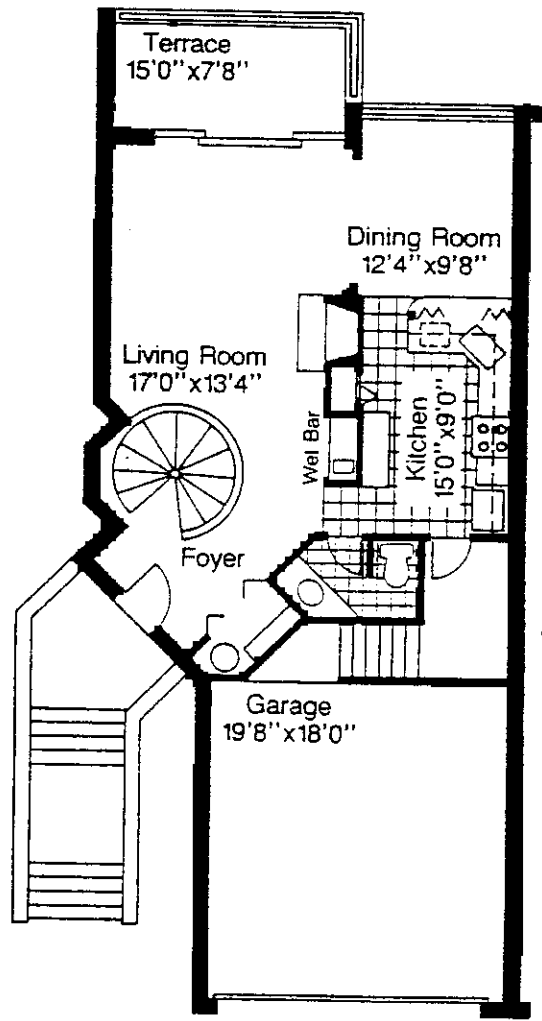 Terrace
15'0''x7'8''
Dining Room
12'4''x9'8''
Living Room
17'0''x13'4''
Wet Bar
Kitchen
15'0''x9'0''
Foyer
Garage
19'8''x18'0''